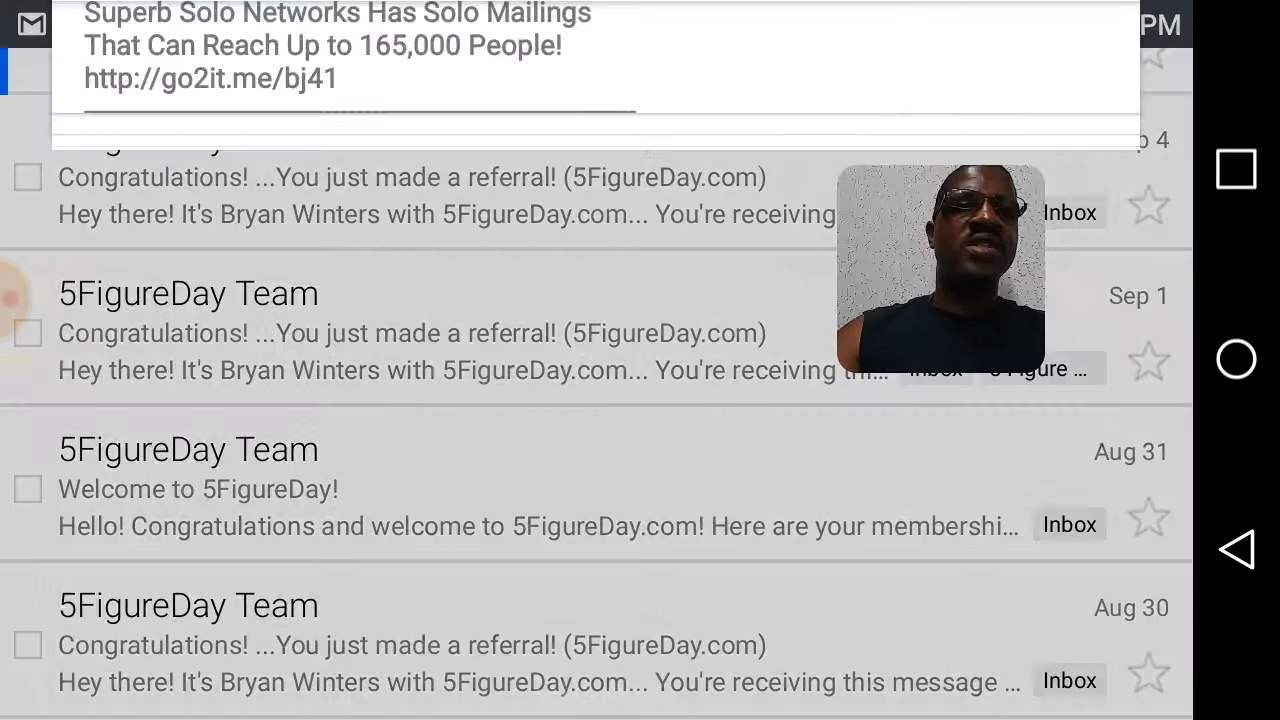 Superb Solo Networks Has Solo Mailings
PM
That Can Reach Up to 165,000 People!
http://go2it.me/bj41
4
Congratulations! ...You just made a referral! (5FigureDay.com)
Hey there! It's Bryan Winters with 5FigureDay.com... You're receiving
Inbox
5FigureDay Team
Sep 1
Congratulations! ...You just made a referral! (5FigureDay.com)
Hey there! It's Bryan Winters with 5FigureDay.com... You're receiving
Inbox
Figure ...
5FigureDay Team
Aug 31
Welcome to 5FigureDay!
Hello! Congratulations and welcome to 5FigureDay.com! Here are your membershi...
Inbox
5FigureDay Team
Aug 30
Congratulations! ...You just made a referral! (5FigureDay.com)
Hey there! It's Bryan Winters with 5FigureDay.com... You're receiving this message ...
Inbox